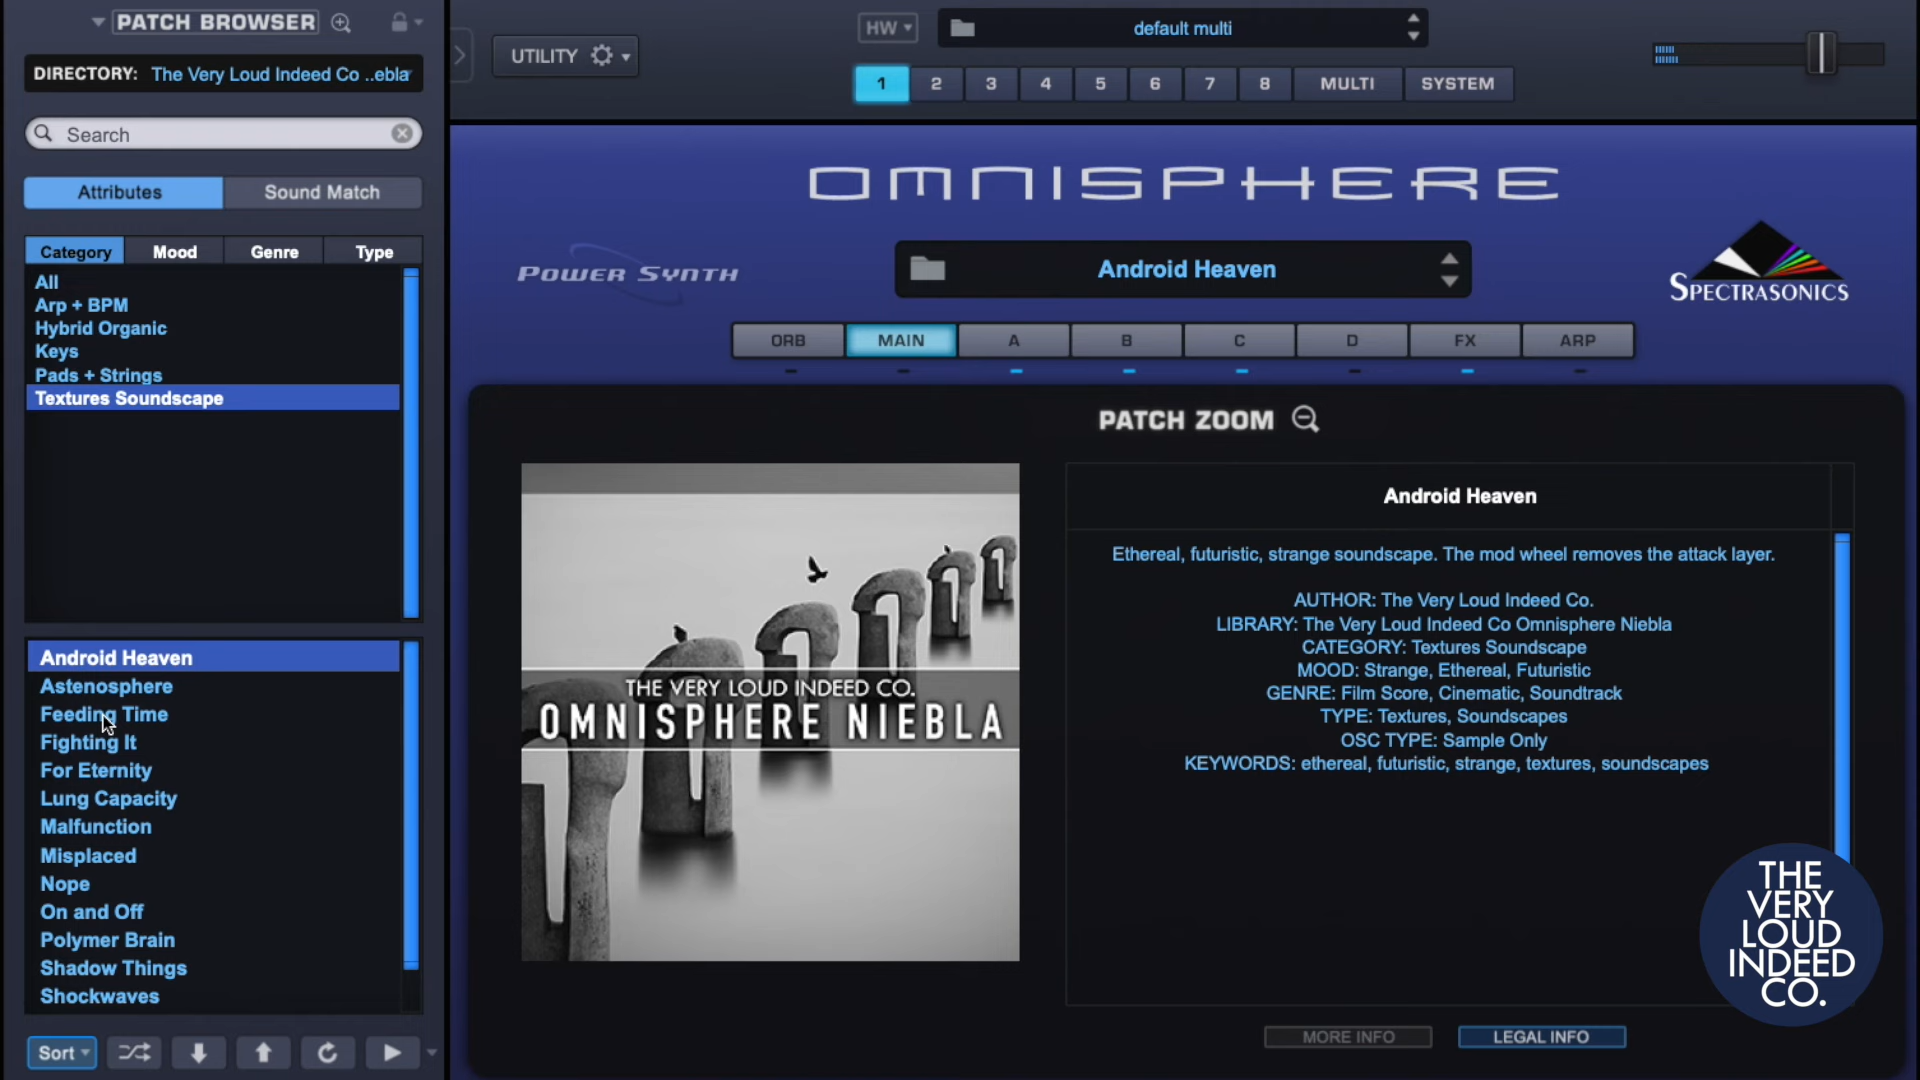 PATCH BROWSER
DIRECTORY: The Very Loud Indeed Co ..ebla
Search
Attributes
Sound Match
Category
Mood
Genre
Type
All
Arp + BPM
Hybrid Organic
Keys
Pads + Strings
Textures Soundscape
Android Heaven
Astenosphere
Feeding Time
Fighting It
For Eternity
Lung Capacity
Malfunction
Misplaced
Nope
On and Off
Polymer Brain
Shadow Things
Shockwaves
Sort
UTILITY
HW
default multi
1 2 3 4 5 6 7 8 MULTI SYSTEM
OMNISPHERE
POWER SYNTH
Android Heaven
SPECTRASONICS
ORB MAIN A B C D FX ARP
PATCH ZOOM
THE VERY LOUD INDEED CO.
OMNISPHERE NIEBLA
Android Heaven
Ethereal, futuristic, strange soundscape. The mod wheel removes the attack layer.
AUTHOR: The Very Loud Indeed Co.
LIBRARY: The Very Loud Indeed Co Omnisphere Niebla
CATEGORY: Textures Soundscape
MOOD: Strange, Ethereal, Futuristic
GENRE: Film Score, Cinematic, Soundtrack
TYPE: Textures, Soundscapes
OSC TYPE: Sample Only
KEYWORDS: ethereal, futuristic, strange, textures, soundscapes
MORE INFO
LEGAL INFO
THE
VERY
LOUD
INDEED
CO.